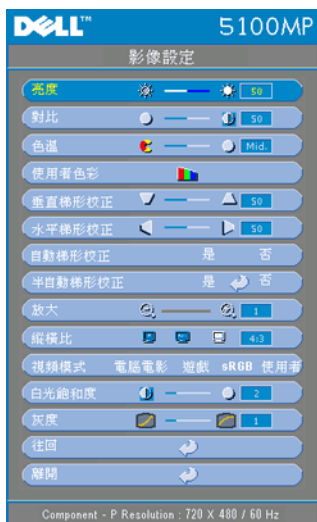 DELL™ 5100MP
影像設定
亮度 50
對比 50
色溫 Mid.
使用者色彩
垂直梯形校正 50
水平梯形校正 50
自動梯形校正 是 否
半自動梯形校正 是 否
放大 1
縱橫比 4:3
視頻模式 電腦電影 遊戲 sRGB 使用者
白光飽和度 2
灰度 1
往回
離開
Component - P Resolution : 720 X 480 / 60 Hz